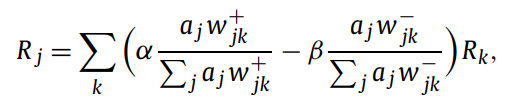 R_j = \sum_k \left( \alpha \frac{a_j w_{jk}^+}{\sum_j a_j w_{jk}^+} - \beta \frac{a_j w_{jk}^-}{\sum_j a_j w_{jk}^-} \right) R_k,